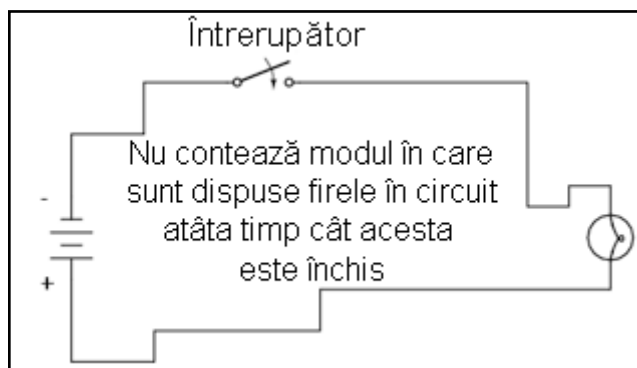 Întrerupător
Nu contează modul în care
sunt dispuse firele în circuit
atâta timp cât acesta
este închis
-
+